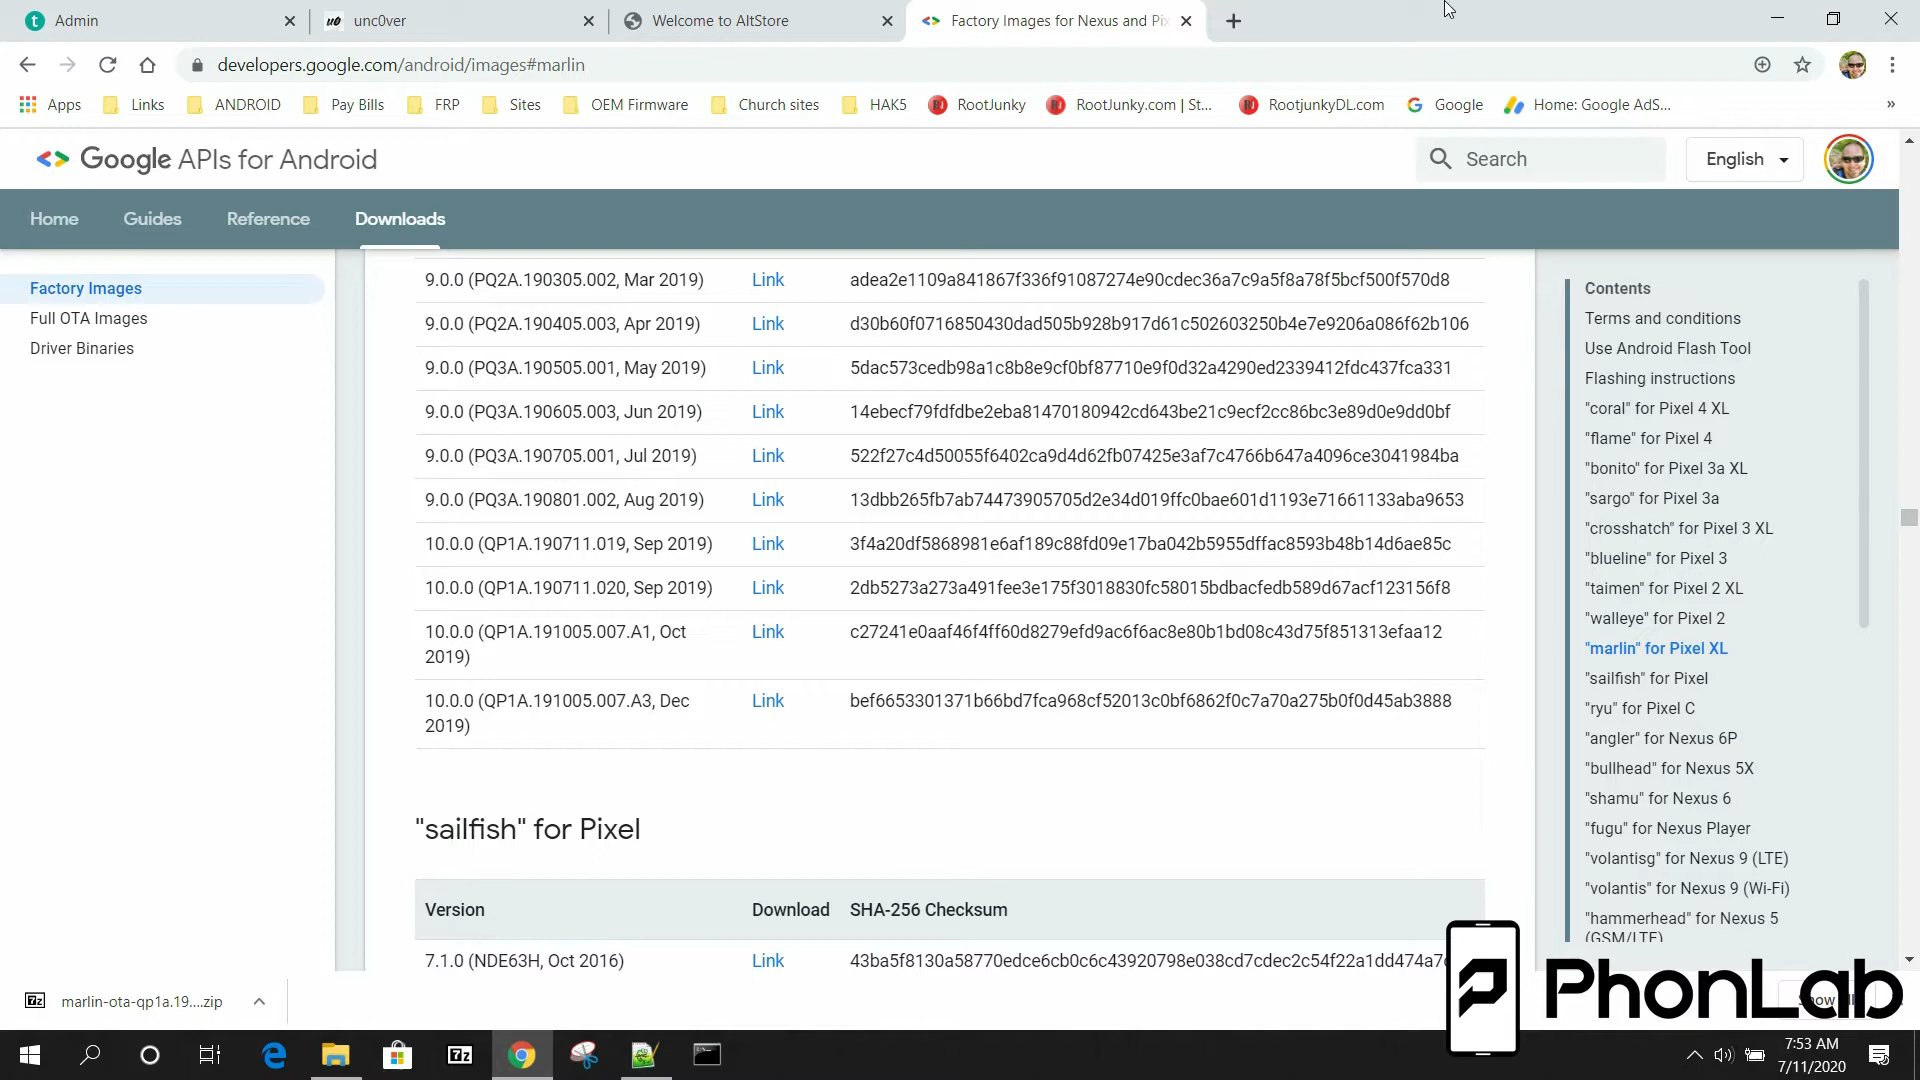 Admin
unc0ver
Welcome to AltStore
Factory Images for Nexus and Pix
developers.google.com/android/images#marlin
Apps
Links
ANDROID
Pay Bills
FRP
Sites
OEM Firmware
Church sites
HAK5
RootJunky
RootJunky.com | St...
RootjunkyDL.com
Google
Home: Google AdS...
»
Google APIs for Android
Search
English
Home
Guides
Reference
Downloads
Factory Images
Full OTA Images
Driver Binaries
9.0.0 (PQ2A.190305.002, Mar 2019) Link adea2e1109a841867f336f91087274e90cdec36a7c9a5f8a78f5bcf500f570d8
9.0.0 (PQ2A.190405.003, Apr 2019) Link d30b60f0716850430dad505b928b917d61c502603250b4e7e9206a086f62b106
9.0.0 (PQ3A.190505.001, May 2019) Link 5dac573cedb98a1c8b8e9cf0bf87710e9f0d32a4290ed2339412fdc437fca331
9.0.0 (PQ3A.190605.003, Jun 2019) Link 14ebecf79fdfdbe2eba81470180942cd643be21c9ecf2cc86bc3e89d0e9dd0bf
9.0.0 (PQ3A.190705.001, Jul 2019) Link 522f27c4d50055f6402ca9d4d62fb07425e3af7c4766b647a4096ce3041984ba
9.0.0 (PQ3A.190801.002, Aug 2019) Link 13dbb265fb7ab74473905705d2e34d019ffc0bae601d1193e71661133aba9653
10.0.0 (QP1A.190711.019, Sep 2019) Link 3f4a20df5868981e6af189c88fd09e17ba042b5955dffac8593b48b14d6ae85c
10.0.0 (QP1A.190711.020, Sep 2019) Link 2db5273a273a491fee3e175f3018830fc58015bdbacfedb589d67acf123156f8
10.0.0 (QP1A.191005.007.A1, Oct Link c27241e0aaf46f4ff60d8279efd9ac6f6ac8e80b1bd08c43d75f851313efaa12
2019)
10.0.0 (QP1A.191005.007.A3, Dec Link bef6653301371b66bd7fca968cf52013c0bf6862f0c7a70a275b0f0d45ab3888
2019)
"sailfish" for Pixel
Version Download SHA-256 Checksum
7.1.0 (NDE63H, Oct 2016) Link 43ba5f8130a58770edce6cb0c6c43920798e038cd7cdec2c54f22a1dd474a7
Contents
Terms and conditions
Use Android Flash Tool
Flashing instructions
"coral" for Pixel 4 XL
"flame" for Pixel 4
"bonito" for Pixel 3a XL
"sargo" for Pixel 3a
"crosshatch" for Pixel 3 XL
"blueline" for Pixel 3
"taimen" for Pixel 2 XL
"walleye" for Pixel 2
"marlin" for Pixel XL
"sailfish" for Pixel
"ryu" for Pixel C
"angler" for Nexus 6P
"bullhead" for Nexus 5X
"shamu" for Nexus 6
"fugu" for Nexus Player
"volantisg" for Nexus 9 (LTE)
"volantis" for Nexus 9 (Wi-Fi)
"hammerhead" for Nexus 5
(GSM/LTE)
marlin-ota-qp1a.19....zip
PhonLab
7:53 AM
7/11/2020